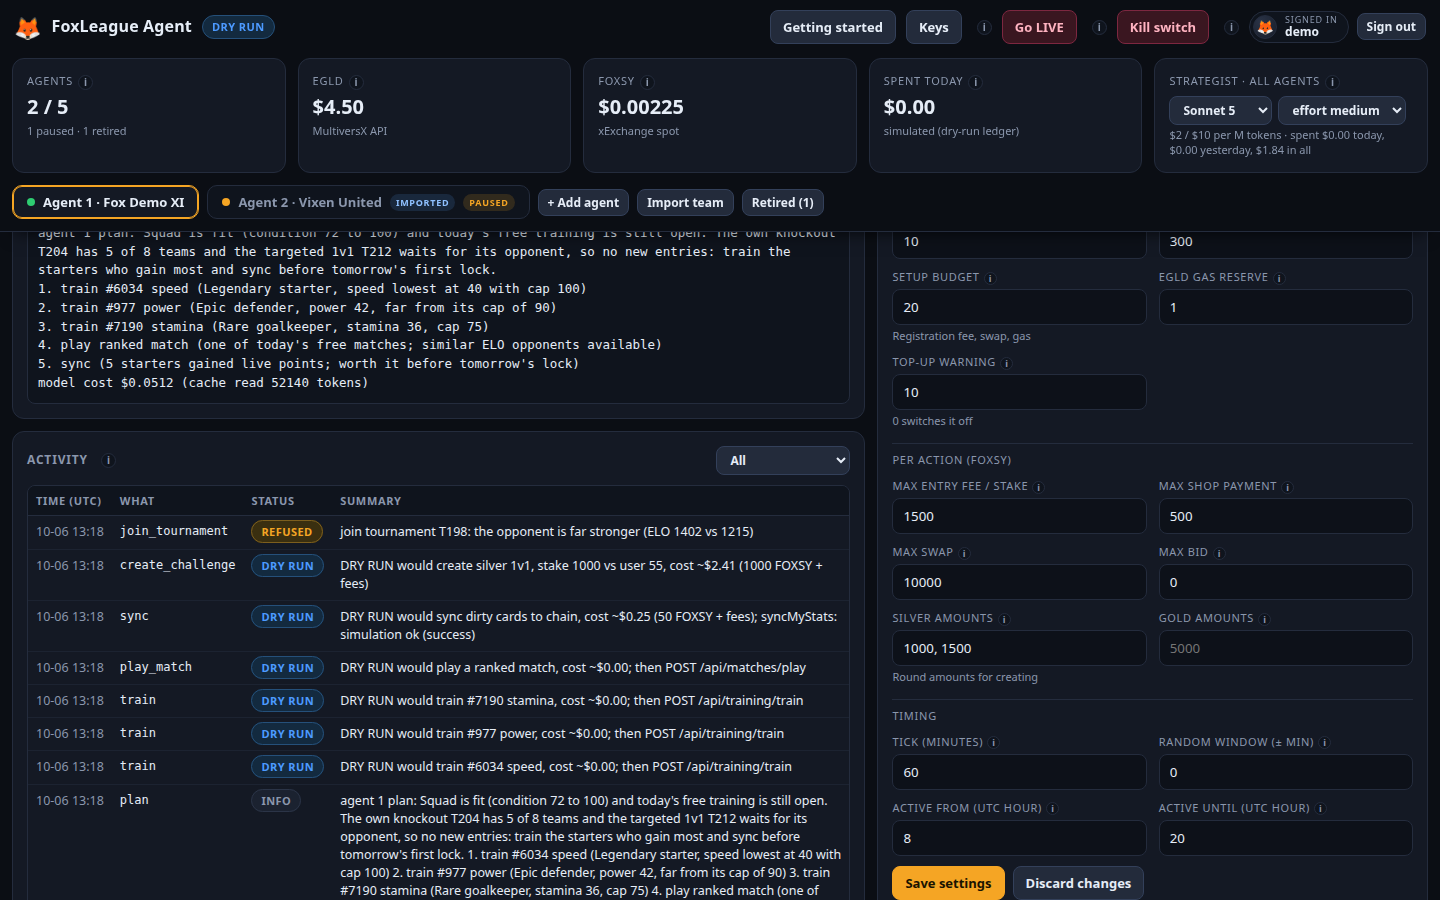 FoxLeague Agent DRY RUN
Getting started Keys i Go LIVE i Kill switch i SIGNED IN demo Sign out
AGENTS i
2 / 5
1 paused · 1 retired
EGLD i
$4.50
MultiversX API
FOXSY i
$0.00225
xExchange spot
SPENT TODAY i
$0.00
simulated (dry-run ledger)
STRATEGIST · ALL AGENTS i
Sonnet 5 effort medium
$2 / $10 per M tokens · spent $0.00 today,
$0.00 yesterday, $1.84 in all
Agent 1 · Fox Demo XI Agent 2 · Vixen United IMPORTED PAUSED + Add agent Import team Retired (1)
agent 1 plan: Squad is fit (condition 72 to 100) and today's free training is still open. The own knockout
T204 has 5 of 8 teams and the targeted 1v1 T212 waits for its opponent, so no new entries: train the
starters who gain most and sync before tomorrow's first lock.
1. train #6034 speed (Legendary starter, speed lowest at 40 with cap 100)
2. train #977 power (Epic defender, power 42, far from its cap of 90)
3. train #7190 stamina (Rare goalkeeper, stamina 36, cap 75)
4. play ranked match (one of today's free matches; similar ELO opponents available)
5. sync (5 starters gained live points; worth it before tomorrow's lock)
model cost $0.0512 (cache read 52140 tokens)
ACTIVITY i All
TIME (UTC) WHAT STATUS SUMMARY
10-06 13:18 join_tournament REFUSED join tournament T198: the opponent is far stronger (ELO 1402 vs 1215)
10-06 13:18 create_challenge DRY RUN DRY RUN would create silver 1v1, stake 1000 vs user 55, cost ~$2.41 (1000 FOXSY +
fees)
10-06 13:18 sync DRY RUN DRY RUN would sync dirty cards to chain, cost ~$0.25 (50 FOXSY + fees); syncMyStats:
simulation ok (success)
10-06 13:18 play_match DRY RUN DRY RUN would play a ranked match, cost ~$0.00; then POST /api/matches/play
10-06 13:18 train DRY RUN DRY RUN would train #7190 stamina, cost ~$0.00; then POST /api/training/train
10-06 13:18 train DRY RUN DRY RUN would train #977 power, cost ~$0.00; then POST /api/training/train
10-06 13:18 train DRY RUN DRY RUN would train #6034 speed, cost ~$0.00; then POST /api/training/train
10-06 13:18 plan INFO agent 1 plan: Squad is fit (condition 72 to 100) and today's free training is still open.
The own knockout T204 has 5 of 8 teams and the targeted 1v1 T212 waits for its
opponent, so no new entries: train the starters who gain most and sync before
tomorrow's first lock. 1. train #6034 speed (Legendary starter, speed lowest at 40 with
cap 100) 2. train #977 power (Epic defender, power 42, far from its cap of 90) 3. train
#7190 stamina (Rare goalkeeper, stamina 36, cap 75) 4. play ranked match (one of
10 300
SETUP BUDGET i EGLD GAS RESERVE i
20 1
Registration fee, swap, gas
TOP-UP WARNING i
10
0 switches it off
PER ACTION (FOXSY)
MAX ENTRY FEE / STAKE i MAX SHOP PAYMENT i
1500 500
MAX SWAP i MAX BID i
10000 0
SILVER AMOUNTS i GOLD AMOUNTS i
1000, 1500 5000
Round amounts for creating
TIMING
TICK (MINUTES) i RANDOM WINDOW (± MIN) i
60 0
ACTIVE FROM (UTC HOUR) i ACTIVE UNTIL (UTC HOUR) i
8 20
Save settings Discard changes